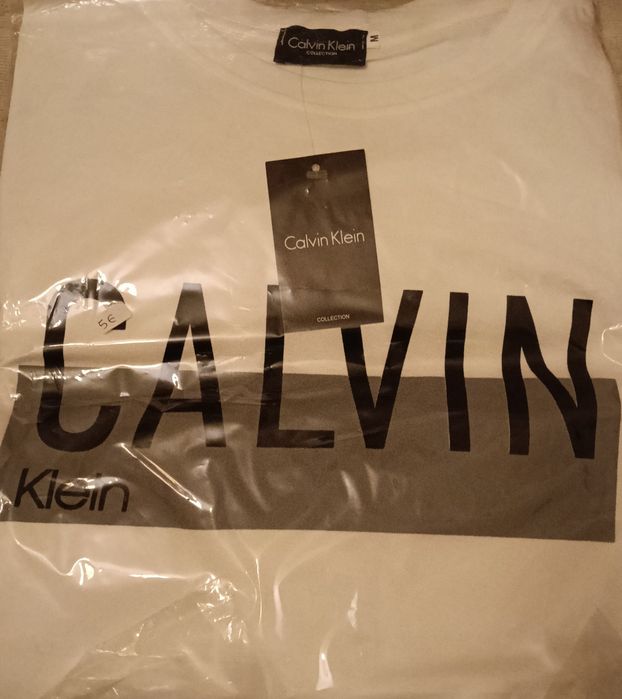 Calvin Klein
COLLECTION
M
Calvin Klein
COLLECTION
5€
CALVIN
Klein